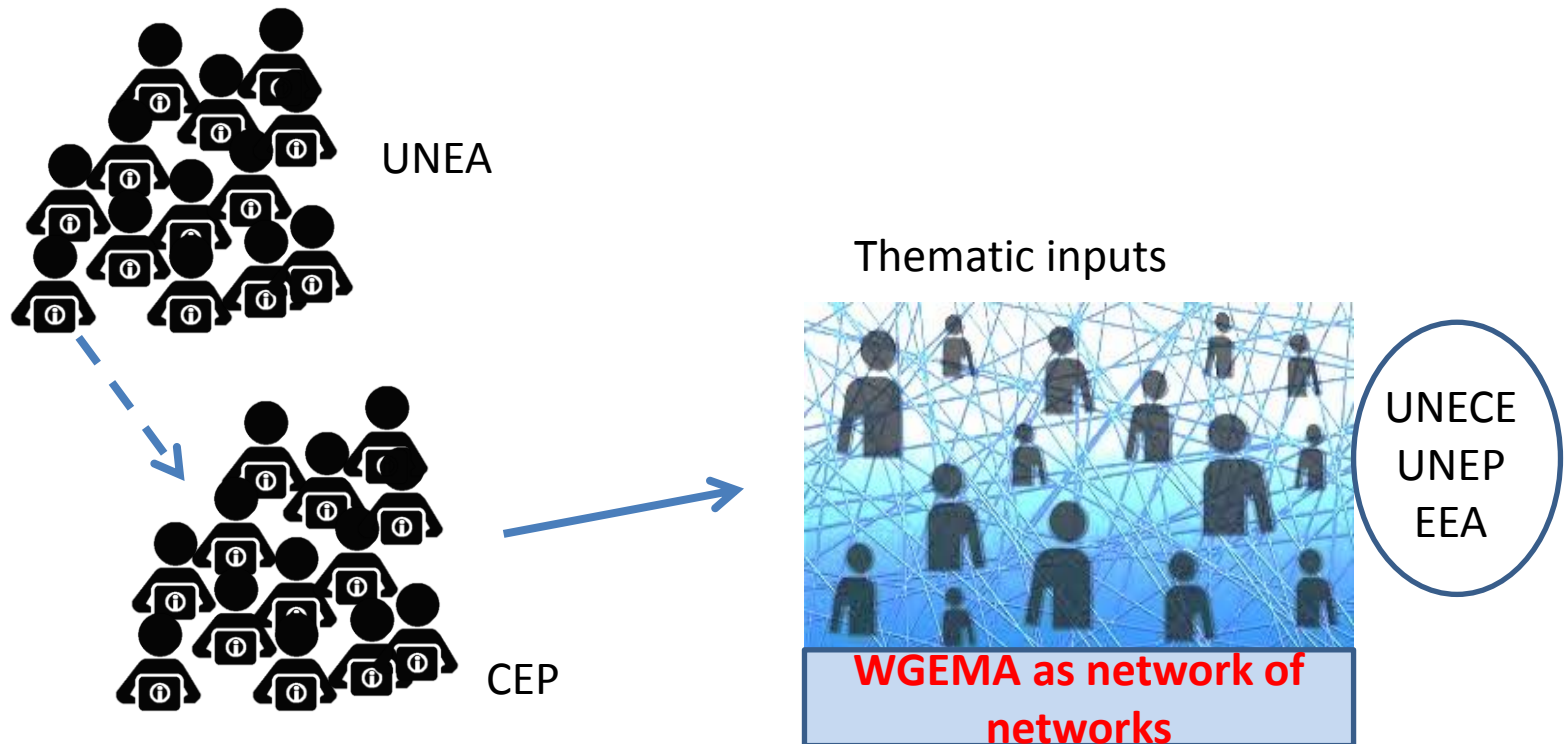 UNEA
Thematic inputs
UNECE
UNEP
EEA
CEP
WGEMA as network of
networks